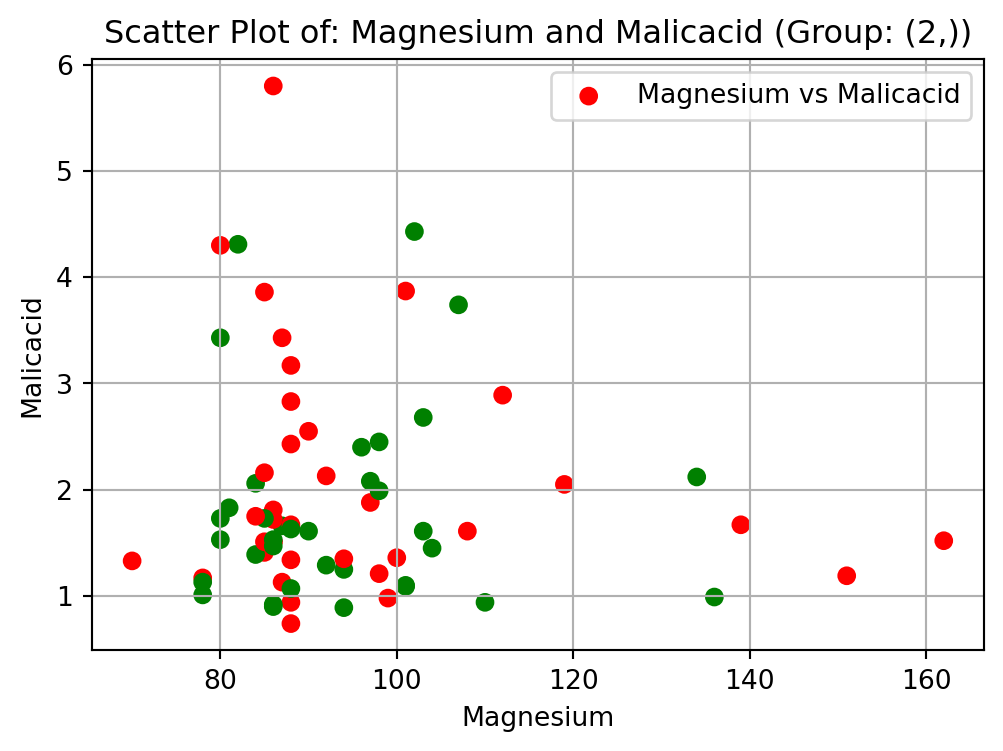 Scatter Plot of: Magnesium and Malicacid (Group: (2,))
Magnesium vs Malicacid
6
5
4
3
2
1
Malicacid
80 100 120 140 160
Magnesium